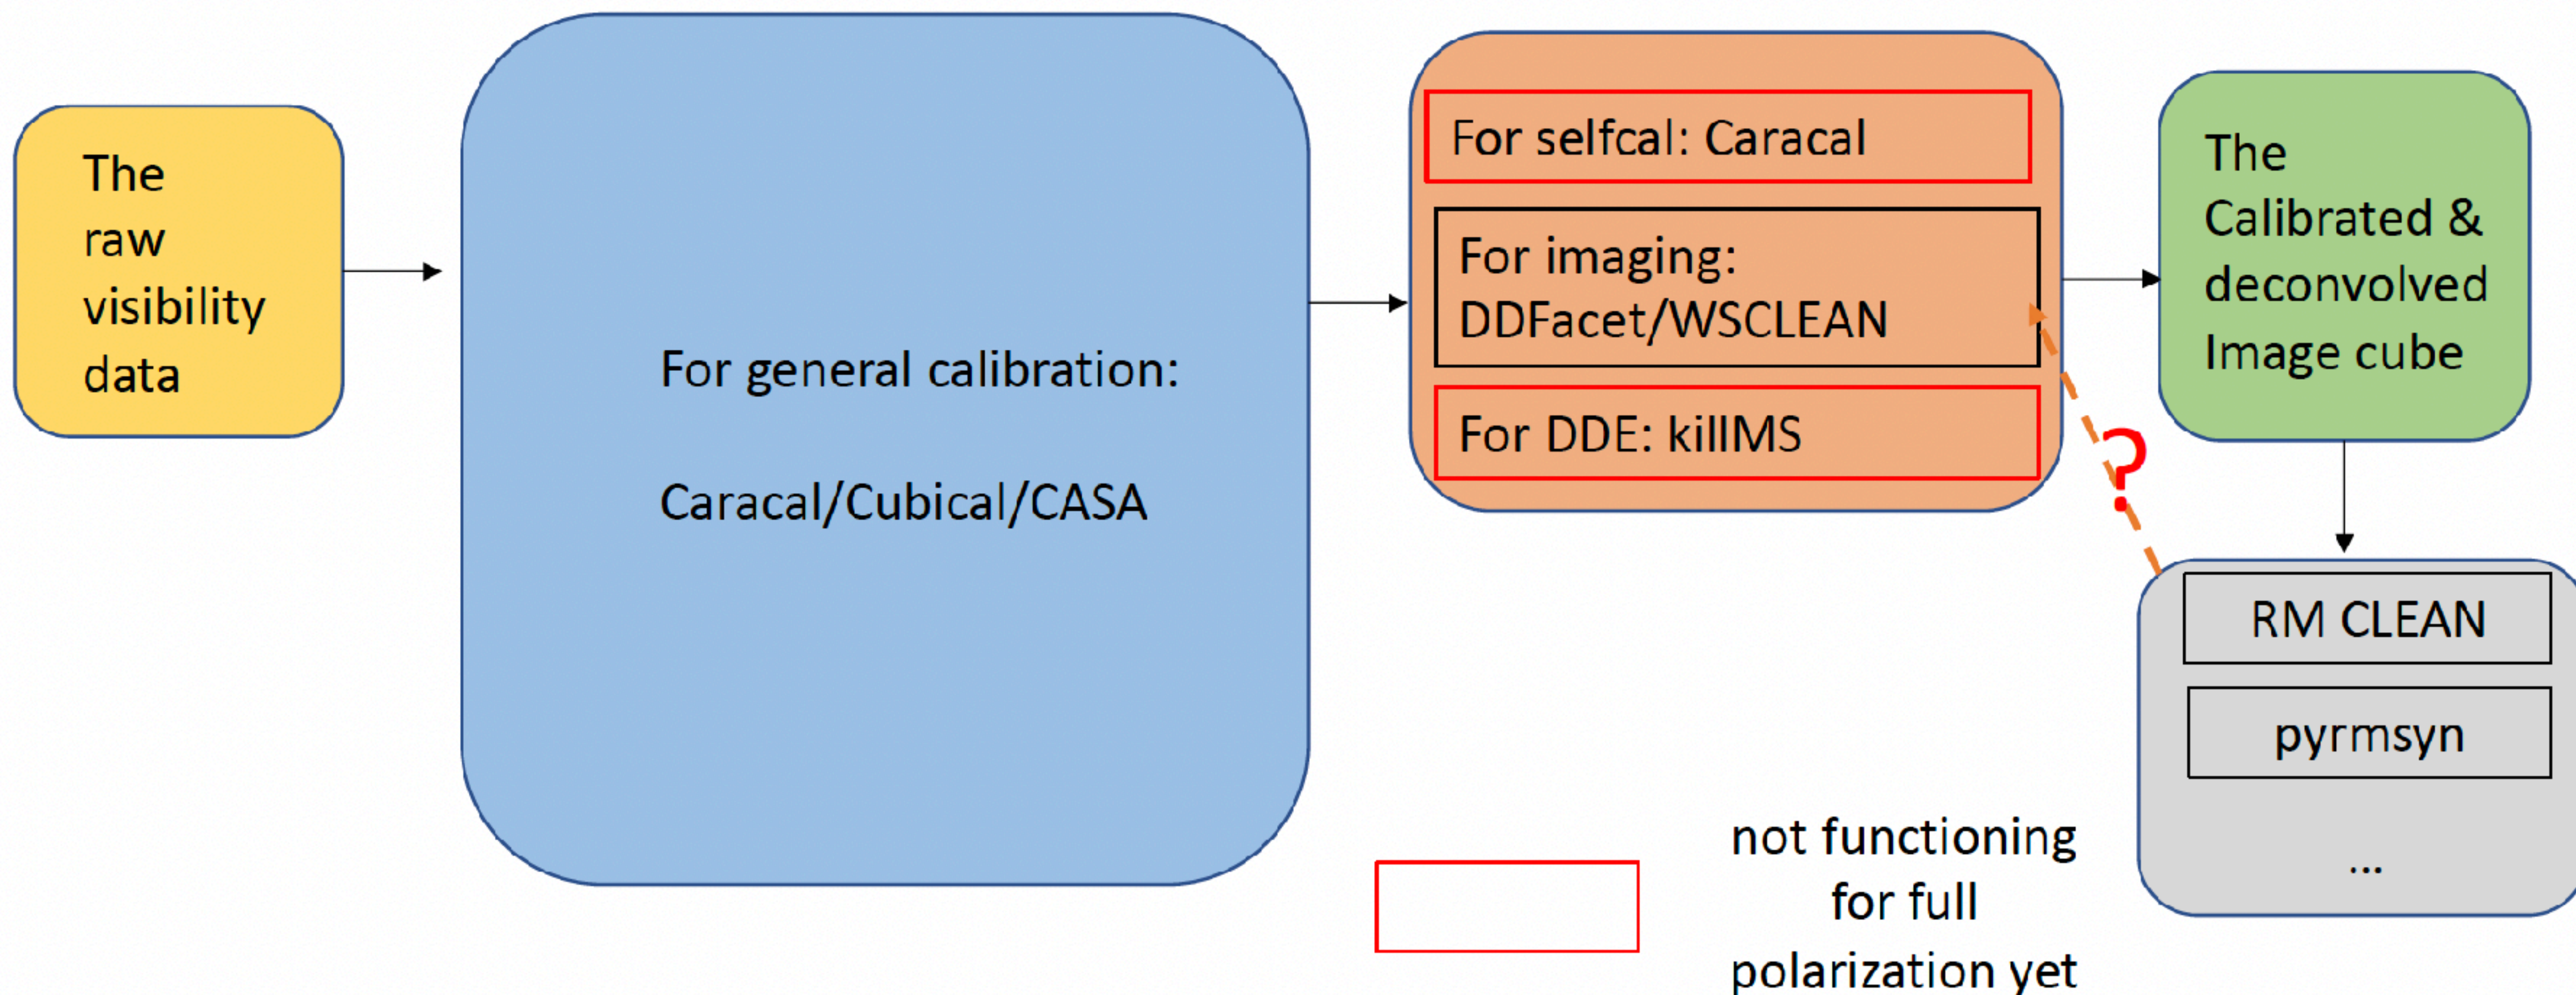 The
raw
visibility
data
For general calibration:
Caracal/Cubical/CASA
For selfcal: Caracal
For imaging:
DDFacet/WSCLEAN
For DDE: killMS
The
Calibrated &
deconvolved
Image cube
?
RM CLEAN
pyrmsyn
...
not functioning
for full
polarization yet